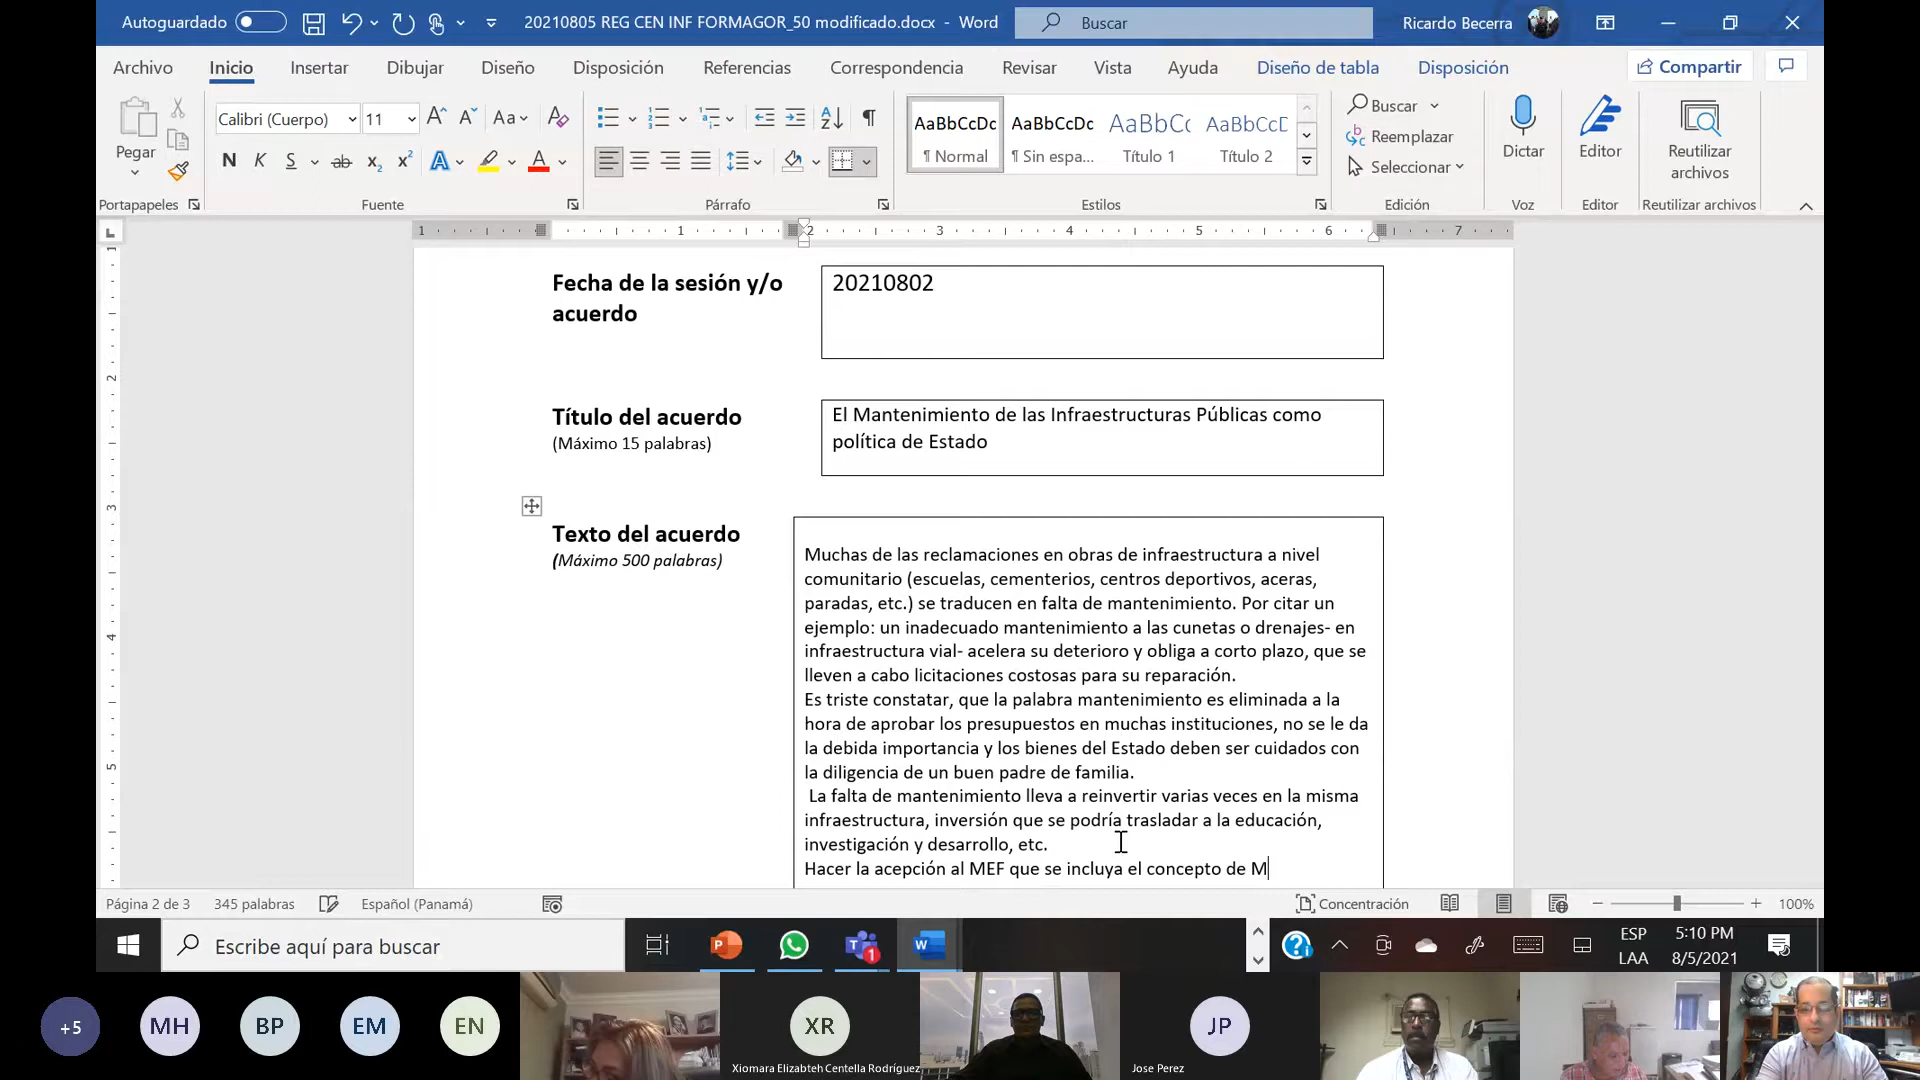 Autoguardado
20210805 REG CEN INF FORMAGOR_50 modificado.docx - Word
Buscar
Ricardo Becerra
Archivo Inicio Insertar Dibujar Diseño Disposición Referencias Correspondencia Revisar Vista Ayuda Diseño de tabla Disposición Compartir
Pegar
Calibri (Cuerpo) 11
N K S ab x₂ x²
AaBbCcDc AaBbCcDc AaBbCc AaBbCcD
¶ Normal ¶ Sin espa... Título 1 Título 2
Buscar
Reemplazar
Seleccionar
Dictar Editor Reutilizar archivos
Portapapeles Fuente Párrafo Estilos Edición Voz Editor Reutilizar archivos
1 1 2 3 4 5 6 7
Fecha de la sesión y/o acuerdo
20210802
Título del acuerdo
(Máximo 15 palabras)
El Mantenimiento de las Infraestructuras Públicas como
política de Estado
Texto del acuerdo
(Máximo 500 palabras)
Muchas de las reclamaciones en obras de infraestructura a nivel
comunitario (escuelas, cementerios, centros deportivos, aceras,
paradas, etc.) se traducen en falta de mantenimiento. Por citar un
ejemplo: un inadecuado mantenimiento a las cunetas o drenajes- en
infraestructura vial- acelera su deterioro y obliga a corto plazo, que se
lleven a cabo licitaciones costosas para su reparación.
Es triste constatar, que la palabra mantenimiento es eliminada a la
hora de aprobar los presupuestos en muchas instituciones, no se le da
la debida importancia y los bienes del Estado deben ser cuidados con
la diligencia de un buen padre de familia.
La falta de mantenimiento lleva a reinvertir varias veces en la misma
infraestructura, inversión que se podría trasladar a la educación,
investigación y desarrollo, etc.
Hacer la acepción al MEF que se incluya el concepto de M
Página 2 de 3 345 palabras Español (Panamá) Concentración 100%
Escribe aquí para buscar
ESP
LAA
5:10 PM
8/5/2021
+5 MH BP EM EN XR JP
Xiomara Elizabteh Centella Rodríguez
Jose Perez